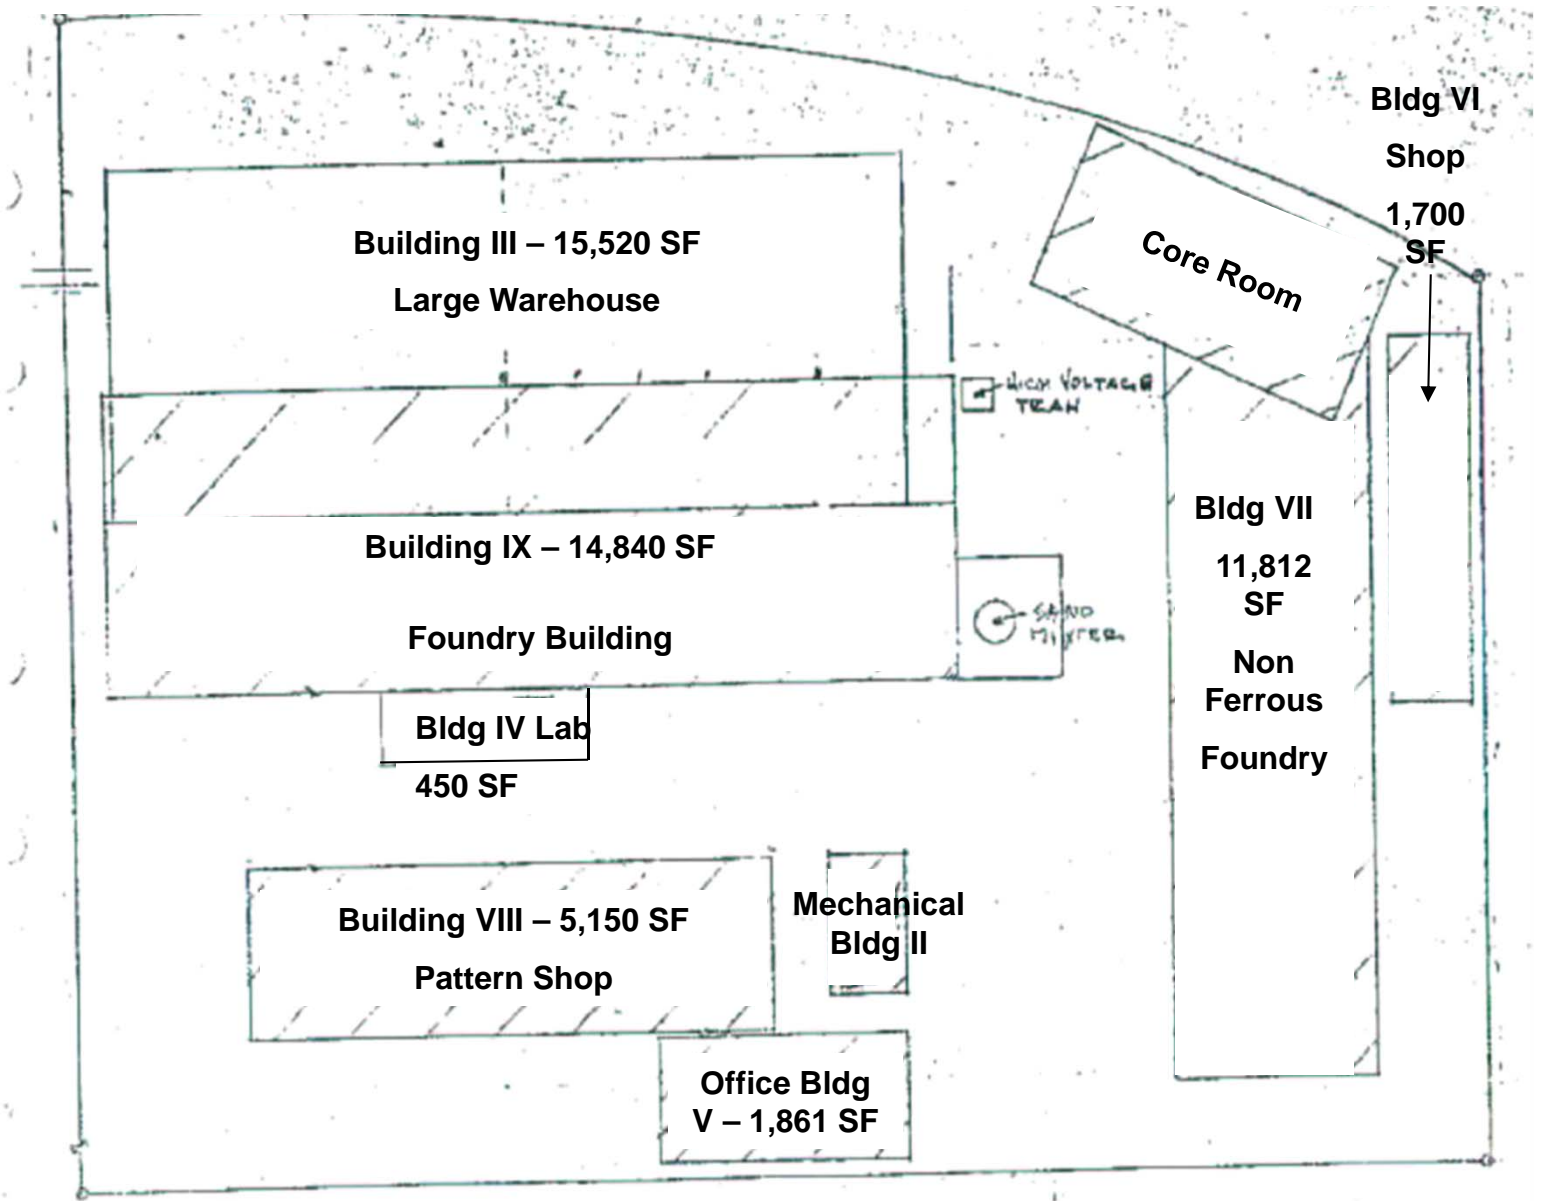 Bldg VI
Shop
1,700
SF
Building III – 15,520 SF
Large Warehouse
Core Room
HIGH VOLTAGE
TRAN
Building IX – 14,840 SF
Foundry Building
SAND
MIXTER
Bldg VII
11,812
SF
Non
Ferrous
Foundry
Bldg IV Lab
450 SF
Building VIII – 5,150 SF
Pattern Shop
Mechanical
Bldg II
Office Bldg
V – 1,861 SF